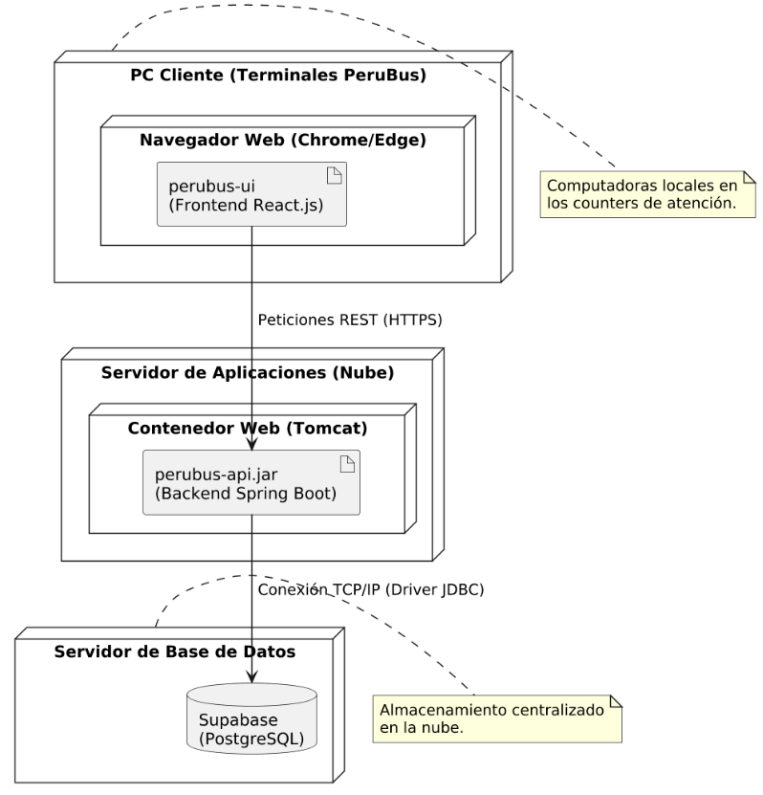 PC Cliente (Terminales PeruBus)
Navegador Web (Chrome/Edge)
perubus-ui
(Frontend React.js)
Computadoras locales en
los counters de atención.
Peticiones REST (HTTPS)
Servidor de Aplicaciones (Nube)
Contenedor Web (Tomcat)
perubus-api.jar
(Backend Spring Boot)
Conexión TCP/IP (Driver JDBC)
Servidor de Base de Datos
Supabase
(PostgreSQL)
Almacenamiento centralizado
en la nube.